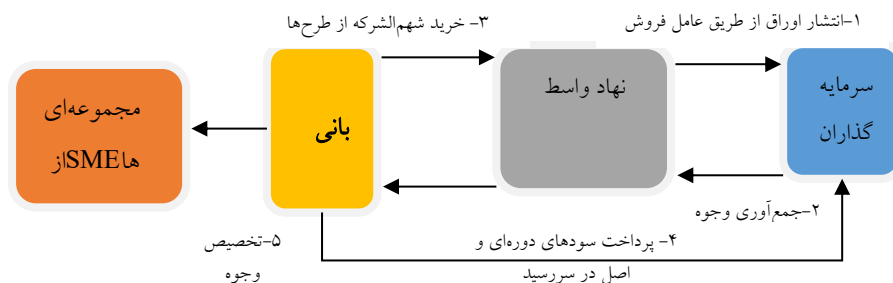 ۱-انتشار اوراق از طریق عامل فروش
۳- خرید شهم‌الشرکه از طرح‌ها
سرمایه
گذاران
نهاد واسط
بانی
مجموعه‌ای
از SMEها
۲-جمع‌آوری وجوه
۴- پرداخت سودهای دوره‌ای و
اصل در سررسید
۵-تخصیص
وجوه